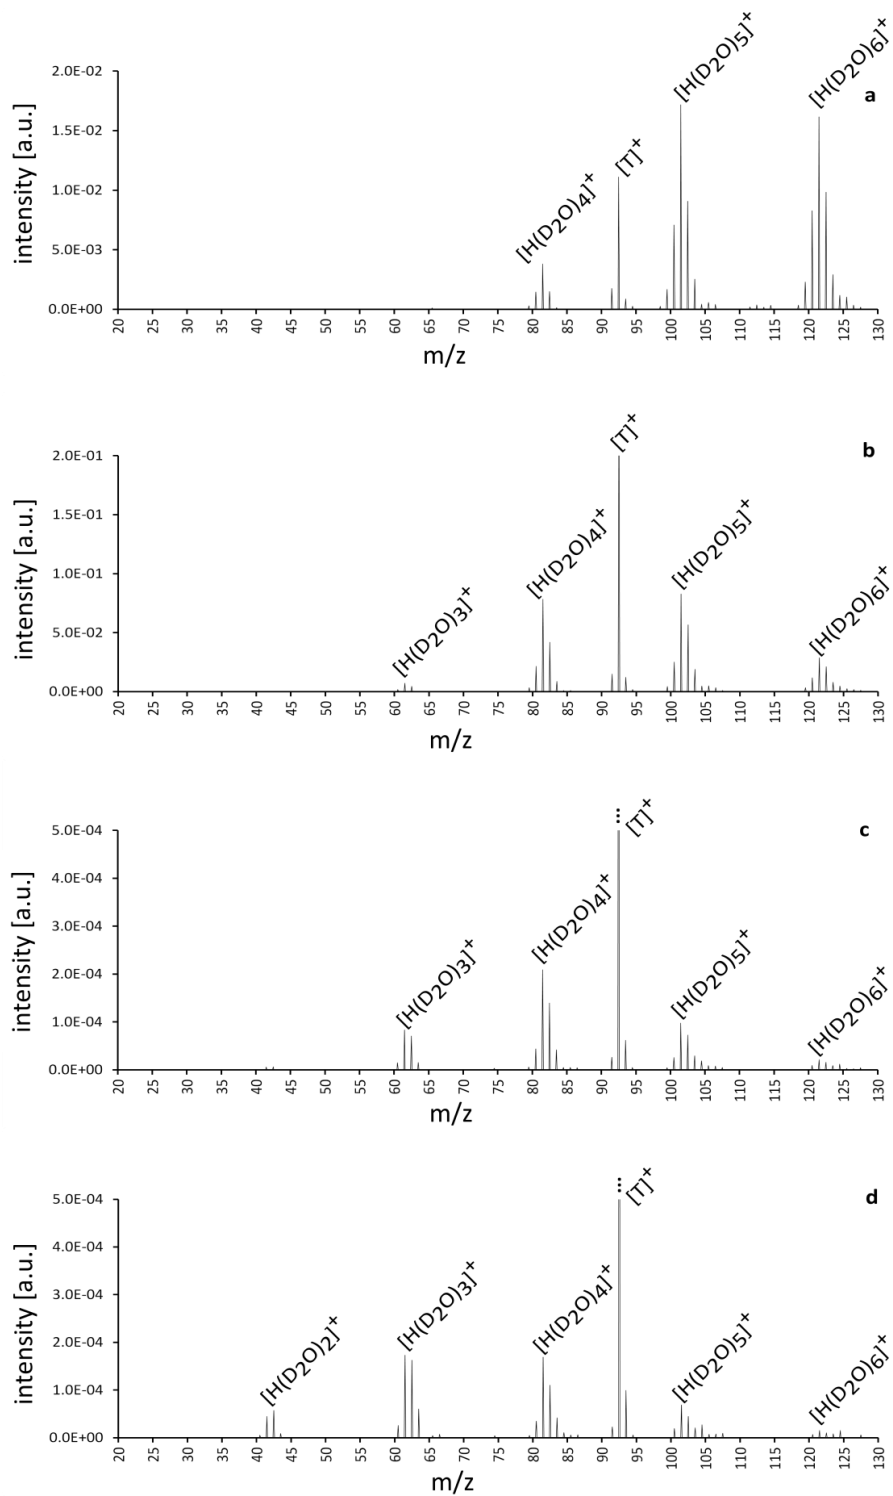 a
intensity [a.u.]
2.0E-02
1.5E-02
1.0E-02
5.0E-03
0.0E+00
[H(D2O)4]+
[T]+
[H(D2O)5]+
[H(D2O)6]+
20 25 30 35 40 45 50 55 60 65 70 75 80 85 90 95 100 105 110 115 120 125 130
m/z
b
intensity [a.u.]
2.0E-01
1.5E-01
1.0E-01
5.0E-02
0.0E+00
[H(D2O)3]+
[H(D2O)4]+
[T]+
[H(D2O)5]+
[H(D2O)6]+
20 25 30 35 40 45 50 55 60 65 70 75 80 85 90 95 100 105 110 115 120 125 130
m/z
c
intensity [a.u.]
5.0E-04
4.0E-04
3.0E-04
2.0E-04
1.0E-04
0.0E+00
[H(D2O)3]+
[H(D2O)4]+
[T]+
[H(D2O)5]+
[H(D2O)6]+
20 25 30 35 40 45 50 55 60 65 70 75 80 85 90 95 100 105 110 115 120 125 130
m/z
d
intensity [a.u.]
5.0E-04
4.0E-04
3.0E-04
2.0E-04
1.0E-04
0.0E+00
[H(D2O)2]+
[H(D2O)3]+
[H(D2O)4]+
[T]+
[H(D2O)5]+
[H(D2O)6]+
20 25 30 35 40 45 50 55 60 65 70 75 80 85 90 95 100 105 110 115 120 125 130
m/z